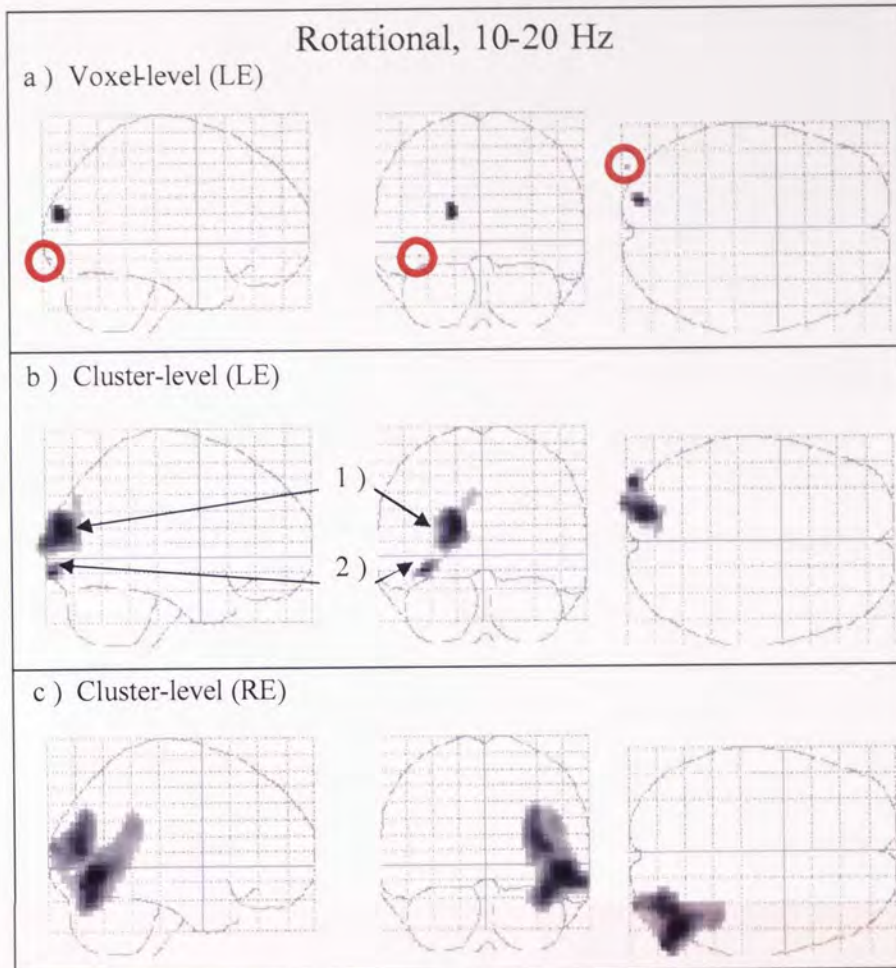 Rotational, 10-20 Hz
a ) Voxel-level (LE)
b ) Cluster-level (LE)
1 )
2 )
c ) Cluster-level (RE)